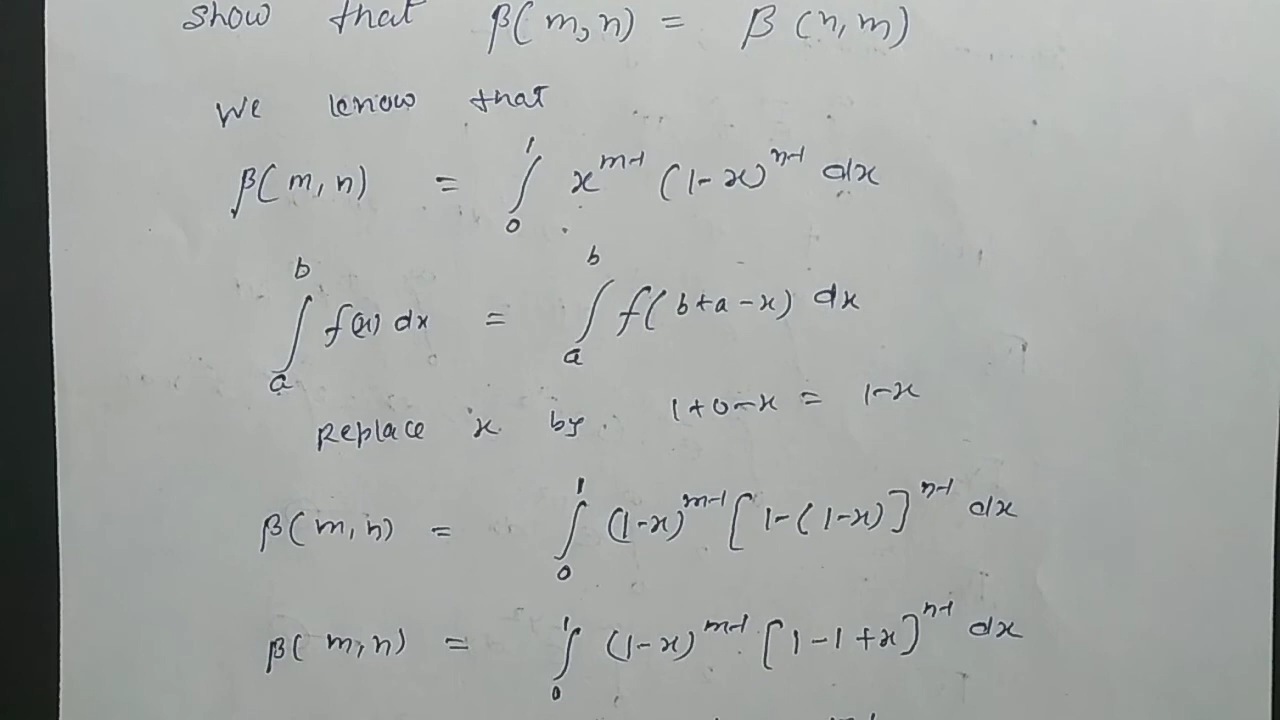 show that β(m,n) = β(n,m)
We know that
β(m,n) = ∫₀¹ x^{m-1} (1-x)^{n-1} dx
∫ₐᵇ f(x) dx = ∫ₐᵇ f(b+a-x) dx
Replace x by 1+0-x = 1-x
β(m,n) = ∫₀¹ (1-x)^{m-1} [1-(1-x)]^{n-1} dx
β(m,n) = ∫₀¹ (1-x)^{m-1} [1-1+x]^{n-1} dx